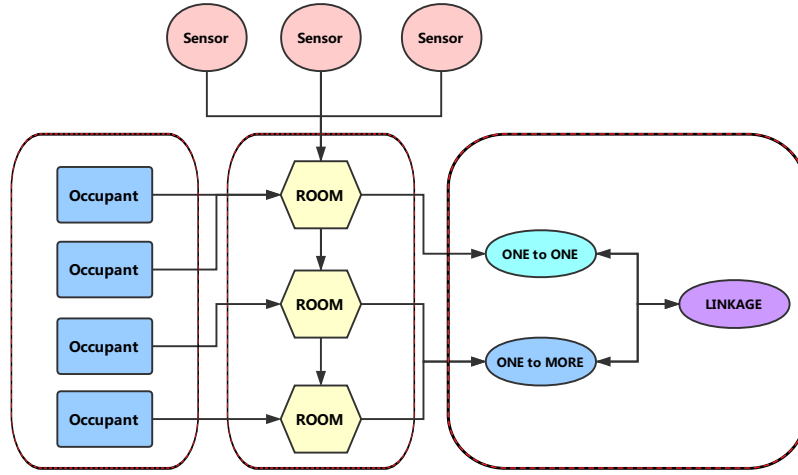 Sensor
Sensor
Sensor
Occupant
ROOM
Occupant
ONE to ONE
ROOM
LINKAGE
Occupant
ONE to MORE
Occupant
ROOM